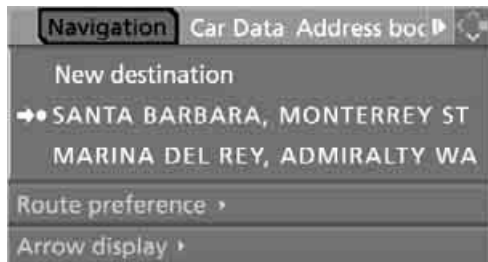 Navigation Car Data Address boc
New destination
SANTA BARBARA, MONTERREY ST
MARINA DEL REY, ADMIRALTY WA
Route preference
Arrow display